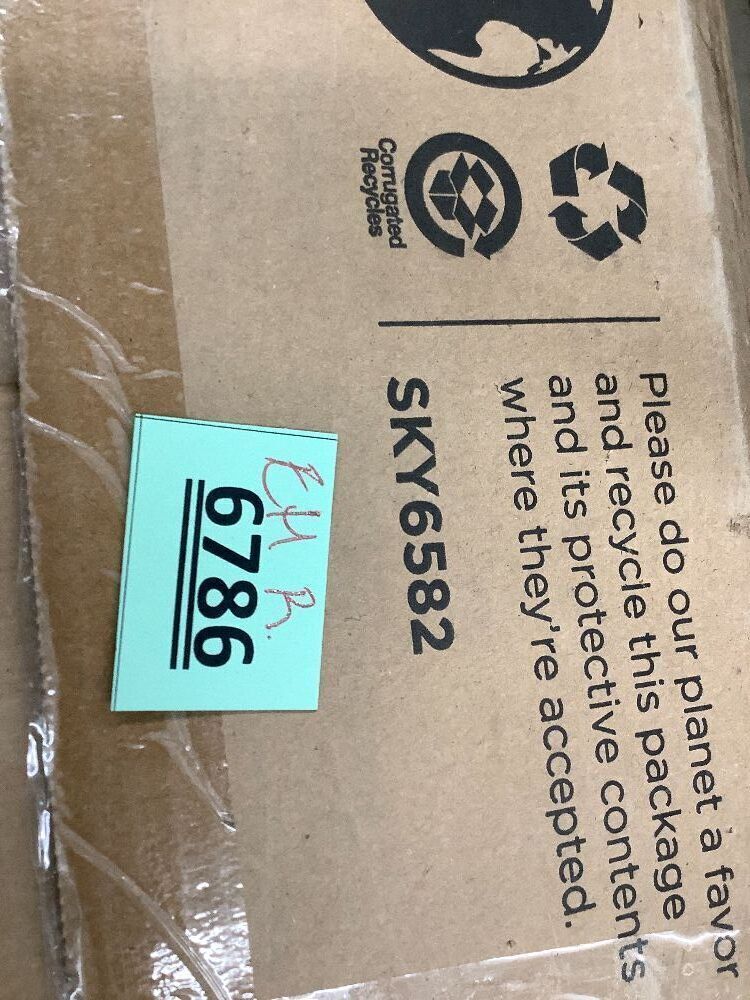 Corrugated
Recycles
Please do our planet a favor
and recycle this package
and its protective contents
where they're accepted.
SKY6582
6786